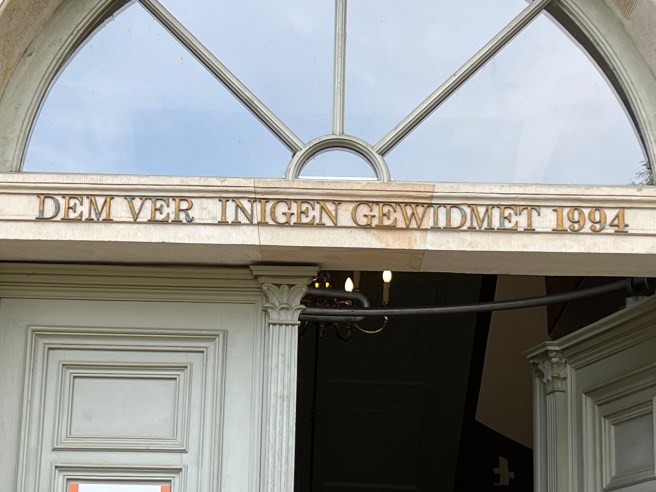 DEM VER INIGEN GEWIDMET 1994